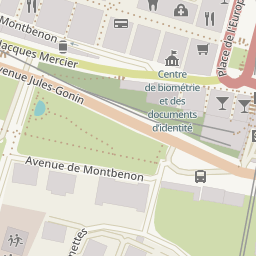 Montbenon
Jacques Mercier
Avenue Jules-Gonin
Place de l'Europe
Centre
de biométrie
et des
documents
d'identité
Avenue de Montbenon